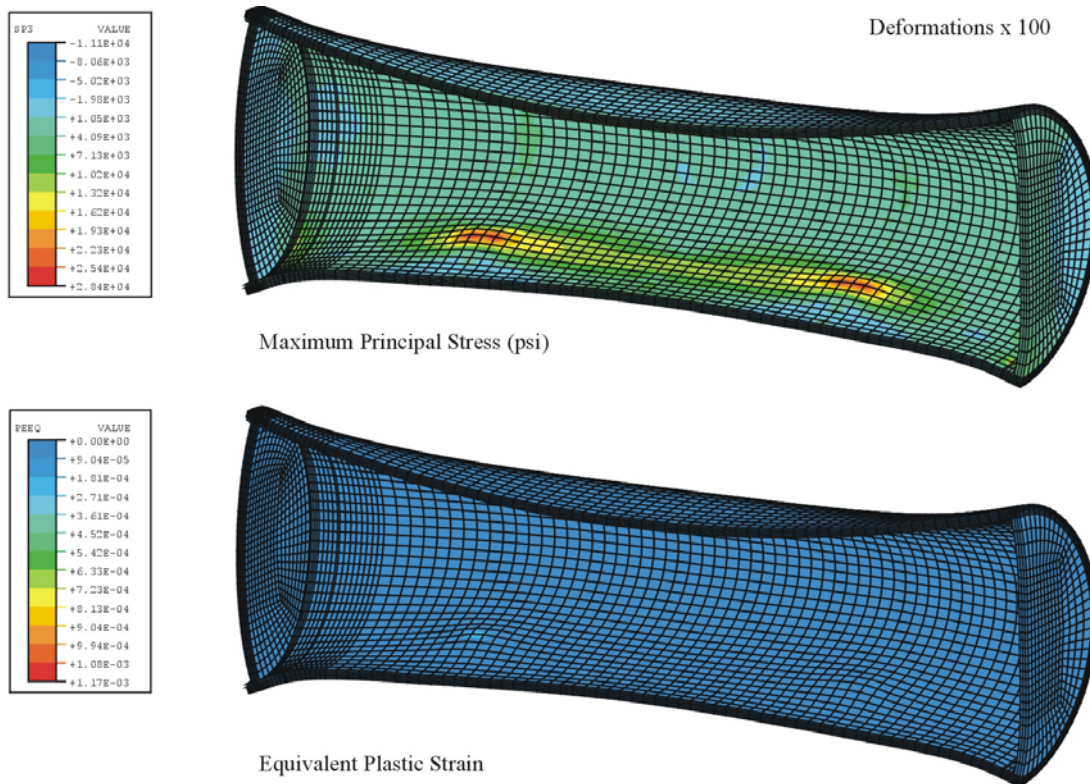 SP3 VALUE
-1.11E+04
-8.06E+03
-5.02E+03
-1.98E+03
+1.05E+03
+4.09E+03
+7.13E+03
+1.02E+04
+1.32E+04
+1.62E+04
+1.93E+04
+2.23E+04
+2.54E+04
+2.84E+04
Deformations x 100
Maximum Principal Stress (psi)
PEEQ VALUE
+0.00E+00
+9.04E-05
+1.81E-04
+2.71E-04
+3.61E-04
+4.52E-04
+5.42E-04
+6.33E-04
+7.23E-04
+8.13E-04
+9.04E-04
+9.94E-04
+1.08E-03
+1.17E-03
Equivalent Plastic Strain